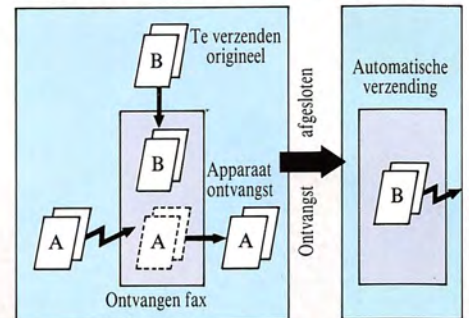 B
Te verzenden
origineel
B
Apparaat
ontvangst
A
A
A
Ontvangen fax
Ontvangst afgesloten
Automatische
verzending
B